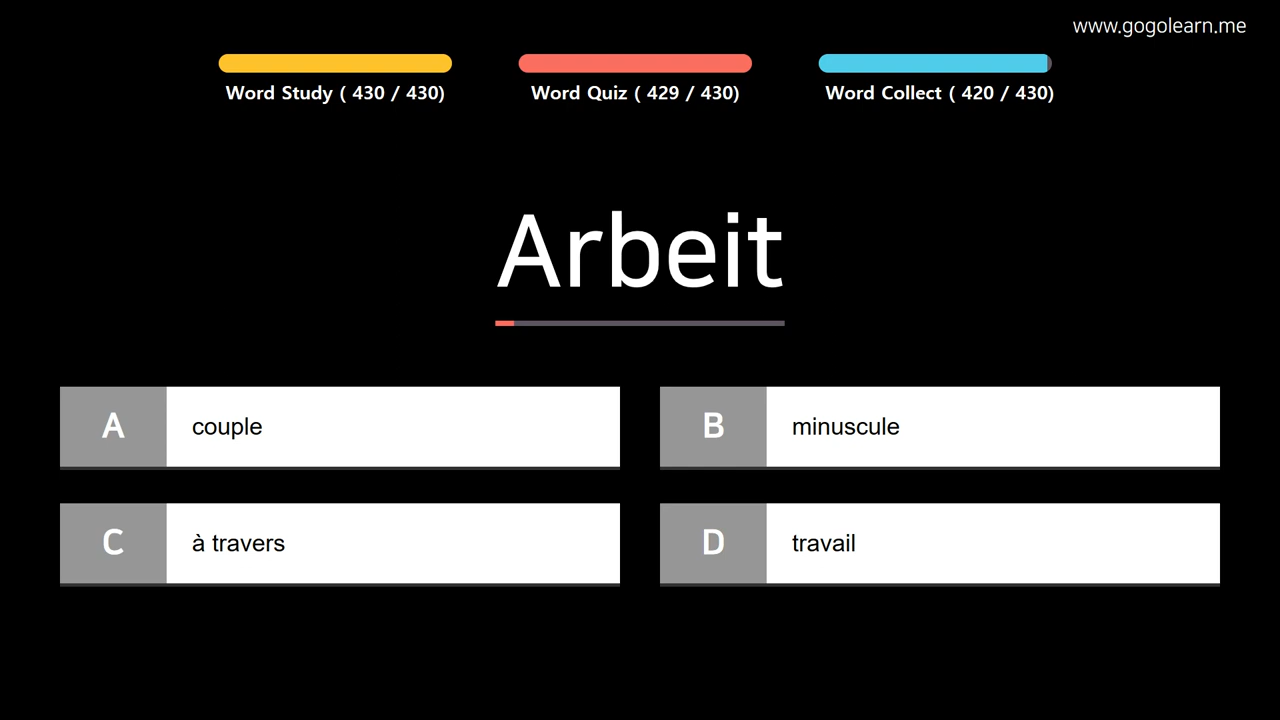 www.gogolearn.me
Word Study ( 430 / 430)
Word Quiz ( 429 / 430)
Word Collect ( 420 / 430)
Arbeit
A couple
B minuscule
C à travers
D travail